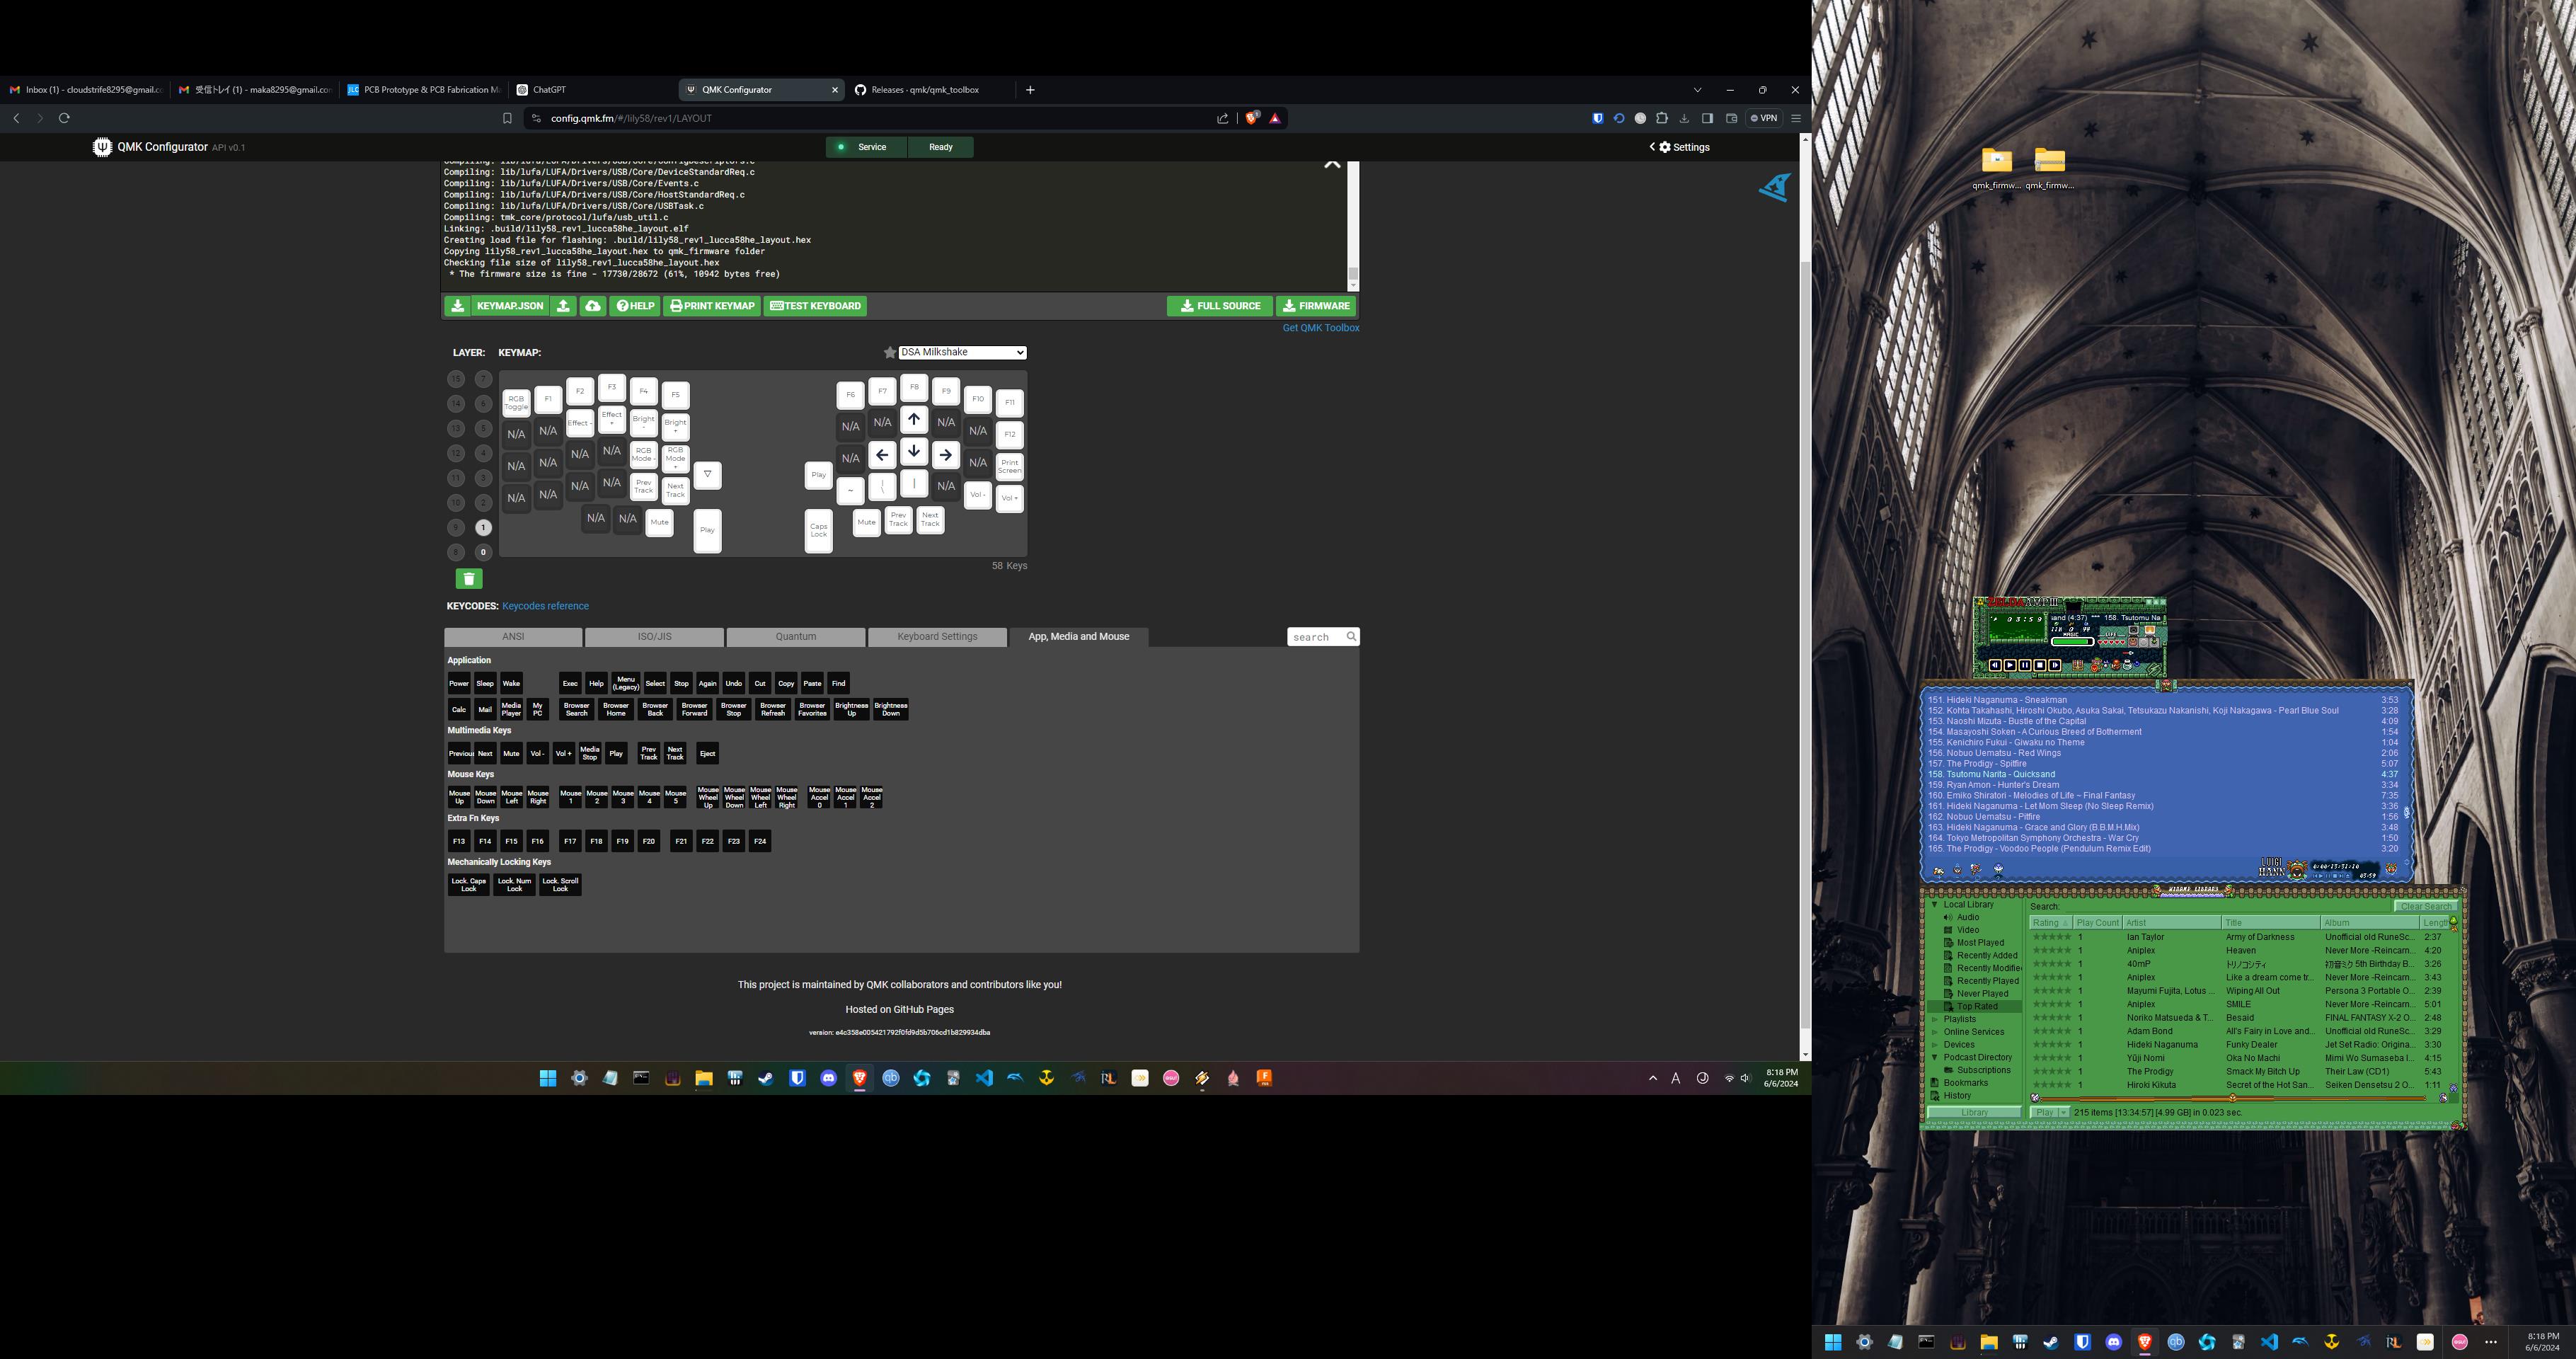 Inbox (1) - cloudstrife8295@gmail.co
受信トレイ (1) - maka8295@gmail.con
PCB Prototype & PCB Fabrication M
ChatGPT
QMK Configurator
Releases · qmk/qmk_toolbox
config.qmk.fm/#/lily58/rev1/LAYOUT
VPN
QMK Configurator API v0.1
Service
Ready
Settings
Compiling: lib/lufa/LUFA/Drivers/USB/Core/ConfigDescriptors.c
Compiling: lib/lufa/LUFA/Drivers/USB/Core/DeviceStandardReq.c
Compiling: lib/lufa/LUFA/Drivers/USB/Core/Events.c
Compiling: lib/lufa/LUFA/Drivers/USB/Core/HostStandardReq.c
Compiling: lib/lufa/LUFA/Drivers/USB/Core/USBTask.c
Compiling: tmk_core/protocol/lufa/usb_util.c
Linking: .build/lily58_rev1_lucca58he_layout.elf
Creating load file for flashing: .build/lily58_rev1_lucca58he_layout.hex
Copying lily58_rev1_lucca58he_layout.hex to qmk_firmware folder
Checking file size of lily58_rev1_lucca58he_layout.hex
* The firmware size is fine - 17730/28672 (61%, 10942 bytes free)
KEYMAP.JSON HELP PRINT KEYMAP TEST KEYBOARD FULL SOURCE FIRMWARE
Get QMK Toolbox
LAYER: KEYMAP: DSA Milkshake
15 7
14 6
13 5
12 4
11 3
10 2
9 1
8 0
RGB Toggle F1 F2 F3 F4 F5 F6 F7 F8 F9 F10 F11
N/A N/A Effect - Effect + Bright - Bright + N/A N/A ↑ N/A N/A F12
N/A N/A N/A N/A RGB Mode - RGB Mode + N/A ← ↓ → N/A Print Screen
N/A N/A N/A N/A Prev Track Next Track ▽ Play ~ | \ | N/A Vol - Vol +
N/A N/A Mute Play Caps Lock Mute Prev Track Next Track
58 Keys
KEYCODES: Keycodes reference
ANSI ISO/JIS Quantum Keyboard Settings App, Media and Mouse search
Application
Power Sleep Wake Exec Help Menu (Legacy) Select Stop Again Undo Cut Copy Paste Find
Calc Mail Media Player My PC Browser Search Browser Home Browser Back Browser Forward Browser Stop Browser Refresh Browser Favorites Brightness Up Brightness Down
Multimedia Keys
Previou Next Mute Vol - Vol + Media Stop Play Prev Track Next Track Eject
Mouse Keys
Mouse Up Mouse Down Mouse Left Mouse Right Mouse 1 Mouse 2 Mouse 3 Mouse 4 Mouse 5 Mouse Wheel Up Mouse Wheel Down Mouse Wheel Left Mouse Wheel Right Mouse Accel 0 Mouse Accel 1 Mouse Accel 2
Extra Fn Keys
F13 F14 F15 F16 F17 F18 F19 F20 F21 F22 F23 F24
Mechanically Locking Keys
Lock. Caps Lock Lock. Num Lock Lock. Scroll Lock
This project is maintained by QMK collaborators and contributors like you!
Hosted on GitHub Pages
version: e4c358e005421792f0fd9d5b706cd1b829934dba
8:18 PM
6/6/2024
qmk_firmw... qmk_firmw...
and (4:37) *** 158. Tsutomu Na
MAGIC
LIFE
151. Hideki Naganuma - Sneakman 3:53
152. Kohta Takahashi, Hiroshi Okubo, Asuka Sakai, Tetsukazu Nakanishi, Koji Nakagawa - Pearl Blue Soul 3:28
153. Naoshi Mizuta - Bustle of the Capital 4:09
154. Masayoshi Soken - A Curious Breed of Botherment 1:54
155. Kenichiro Fukui - Giwaku no Theme 1:04
156. Nobuo Uematsu - Red Wings 2:06
157. The Prodigy - Spitfire 5:07
158. Tsutomu Narita - Quicksand 4:37
159. Ryan Amon - Hunter's Dream 3:34
160. Emiko Shiratori - Melodies of Life ~ Final Fantasy 7:35
161. Hideki Naganuma - Let Mom Sleep (No Sleep Remix) 3:36
162. Nobuo Uematsu - Pitfire 1:56
163. Hideki Naganuma - Grace and Glory (B.B.M.H.Mix) 3:48
164. Tokyo Metropolitan Symphony Orchestra - War Cry 1:50
165. The Prodigy - Voodoo People (Pendulum Remix Edit) 3:20
LUIGI HANN
03:59
Local Library
Audio
Video
Most Played
Recently Added
Recently Modifie
Recently Played
Never Played
Top Rated
Playlists
Online Services
Devices
Podcast Directory
Subscriptions
Bookmarks
History
Library
Search: Clear Search
Rating Play Count Artist Title Album Length
1 Ian Taylor Army of Darkness Unofficial old RuneSc... 2:37
1 Aniplex Heaven Never More -Reincarn... 4:20
1 40mP トリノコシティ 初音ミク 5th Birthday B... 3:26
1 Aniplex Like a dream come tr... Never More -Reincarn... 3:43
1 Mayumi Fujita, Lotus ... Wiping All Out Persona 3 Portable O... 2:39
1 Aniplex SMILE Never More -Reincarn... 5:01
1 Noriko Matsueda & T... Besaid FINAL FANTASY X-2 O... 2:48
1 Adam Bond All's Fairy in Love and... Unofficial old RuneSc... 3:29
1 Hideki Naganuma Funky Dealer Jet Set Radio: Origina... 3:30
1 Yūji Nomi Oka No Machi Mimi Wo Sumaseba I... 4:15
1 The Prodigy Smack My Bitch Up Their Law (CD1) 5:43
1 Hiroki Kikuta Secret of the Hot San... Seiken Densetsu 2 O... 1:11
Play 215 items [13:34:57] [4.99 GB] in 0.023 sec.
8:18 PM
6/6/2024